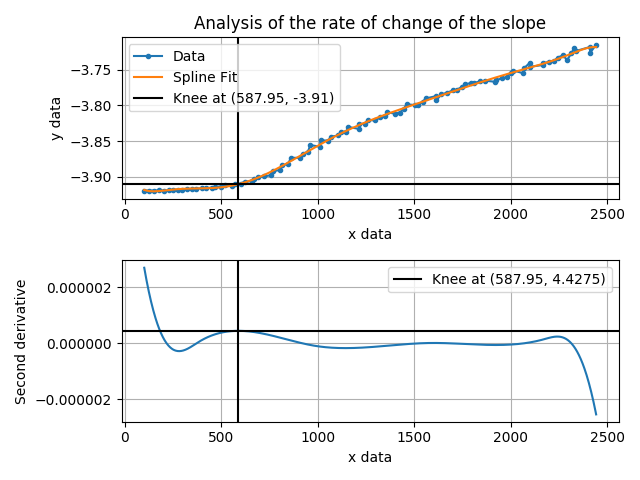 Analysis of the rate of change of the slope
Data
Spline Fit
Knee at (587.95, -3.91)
−3.75
−3.80
−3.85
−3.90
y data
0
500
1000
1500
2000
2500
x data
Knee at (587.95, 4.4275)
0.000002
0.000000
−0.000002
Second derivative
0
500
1000
1500
2000
2500
x data